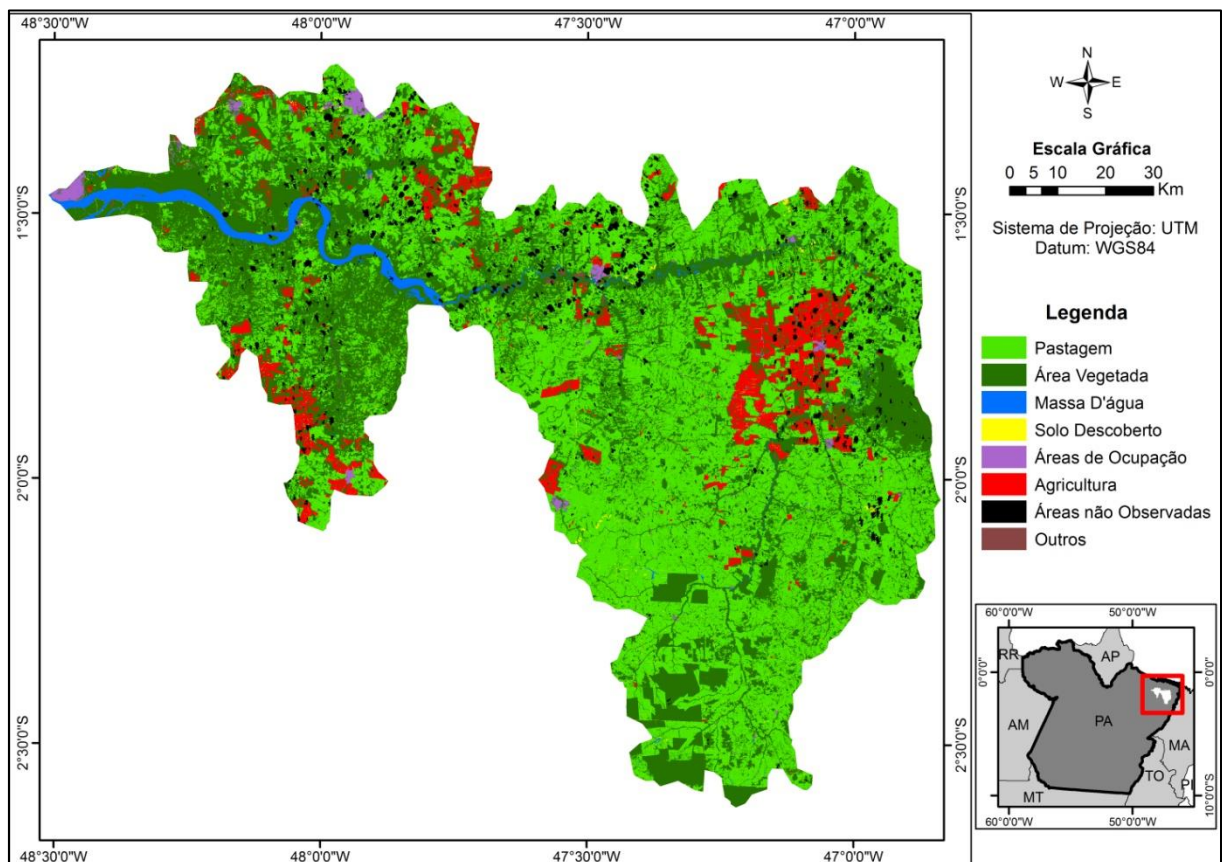 48°30'0"W
48°0'0"W
47°30'0"W
47°0'0"W
1°30'0"S
2°0'0"S
2°30'0"S
1°30'0"S
2°0'0"S
2°30'0"S
48°30'0"W
48°0'0"W
47°30'0"W
47°0'0"W
N
W E
S
Escala Gráfica
0 5 10 20 30
Km
Sistema de Projeção: UTM
Datum: WGS84
Legenda
Pastagem
Área Vegetada
Massa D'água
Solo Descoberto
Áreas de Ocupação
Agricultura
Áreas não Observadas
Outros
60°0'0"W
50°0'0"W
0°0'0"
0°0'0"
RR
AP
AM
PA
MA
TO
PI
MT
10°0'0"S
60°0'0"W
50°0'0"W